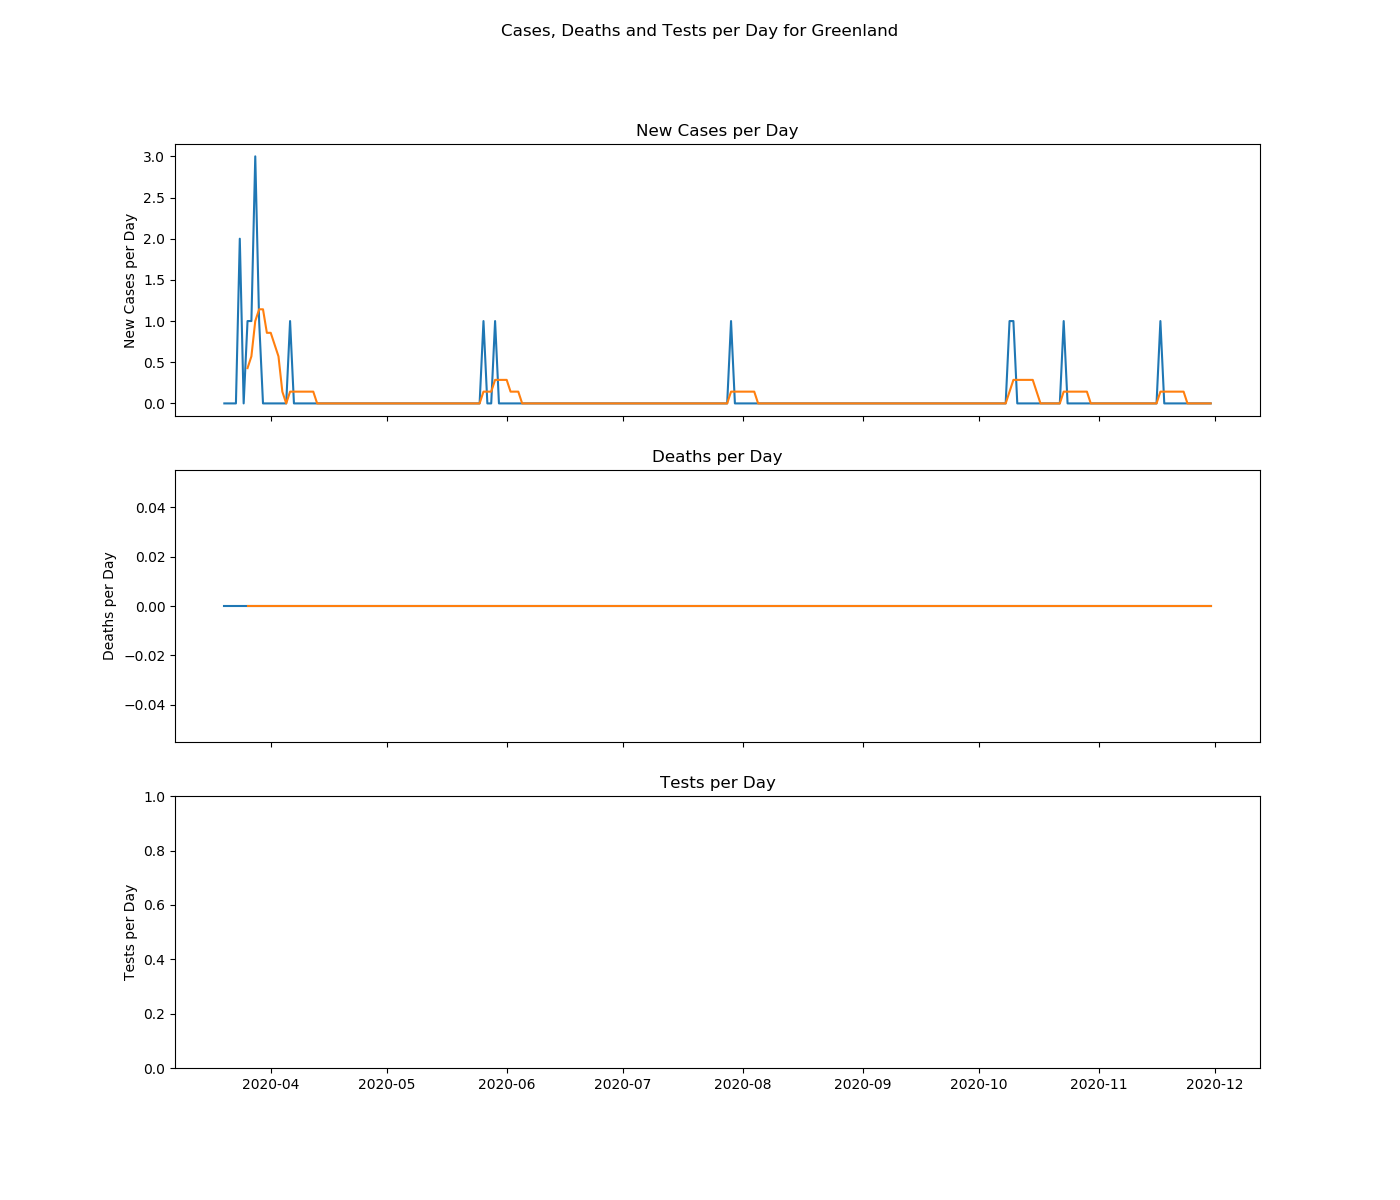 Cases, Deaths and Tests per Day for Greenland
New Cases per Day
New Cases per Day
3.0
2.5
2.0
1.5
1.0
0.5
0.0
Deaths per Day
Deaths per Day
0.04
0.02
0.00
−0.02
−0.04
Tests per Day
Tests per Day
1.0
0.8
0.6
0.4
0.2
0.0
2020-04 2020-05 2020-06 2020-07 2020-08 2020-09 2020-10 2020-11 2020-12